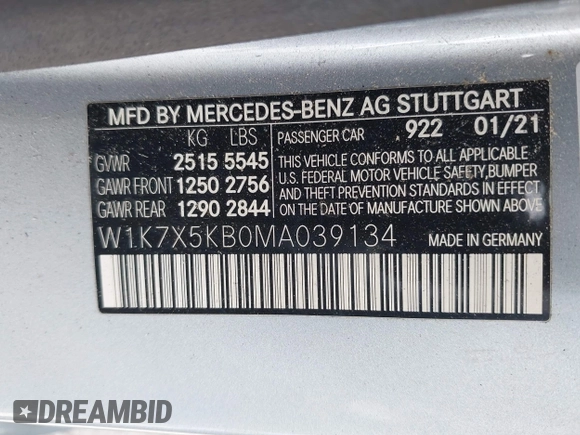 MFD BY MERCEDES-BENZ AG STUTTGART
KG LBS PASSENGER CAR 922 01/21
GVWR 2515 5545 THIS VEHICLE CONFORMS TO ALL APPLICABLE
GAWR FRONT 1250 2756 U.S. FEDERAL MOTOR VEHICLE SAFETY, BUMPER
GAWR REAR 1290 2844 AND THEFT PREVENTION STANDARDS IN EFFECT
ON THE DATE OF MANUFACTURE SHOWN ABOVE
W1K7X5KB0MA039134 MADE IN GERMANY
DREAMBID